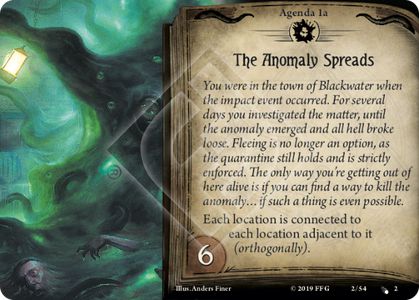 Agenda 1a
The Anomaly Spreads
You were in the town of Blackwater when
the impact event occurred. For several
days you investigated the matter, until
the anomaly emerged and all hell broke
loose. Fleeing is no longer an option, as
the quarantine still holds and is strictly
enforced. The only way you're getting out of
here alive is if you can find a way to kill the
anomaly… if such a thing is even possible.
Each location is connected to
each location adjacent to it
(orthogonally).
6
Illus. Anders Finer © 2019 FFG 2/54 2